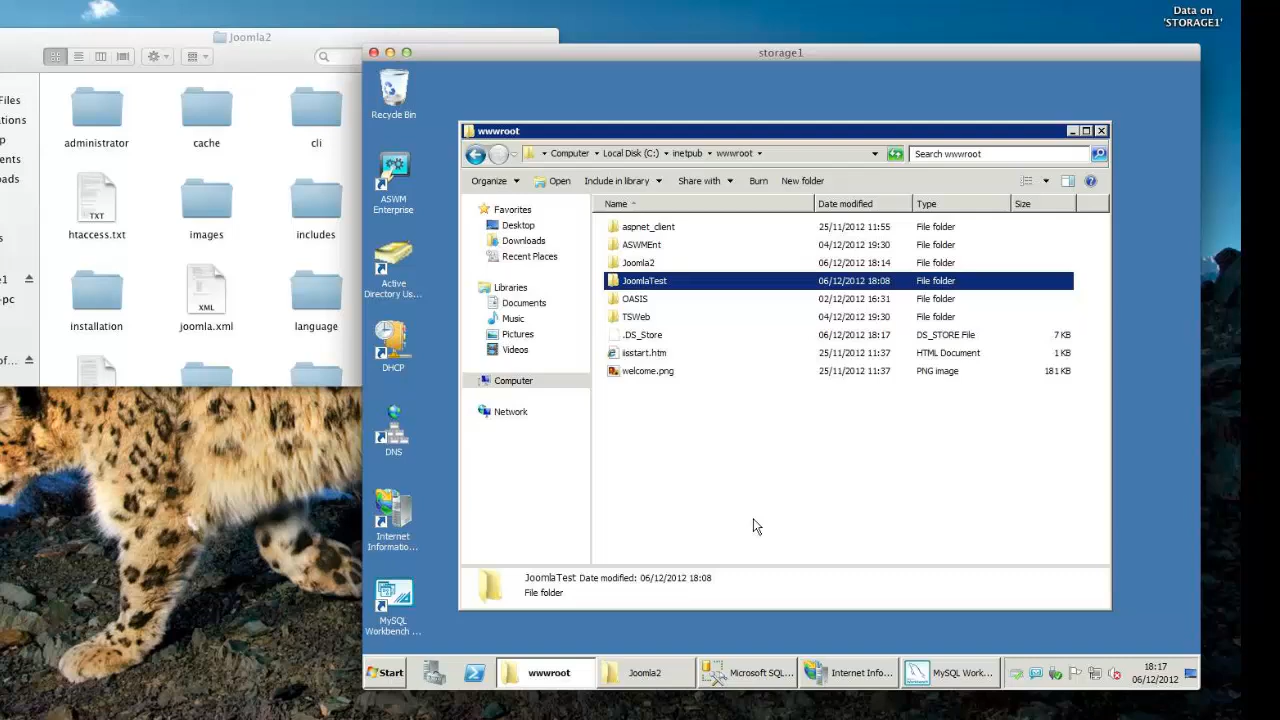 Data on
'STORAGE1'
Joomla2
Files
ations
p
ents
oads
s
e1
-pc
of...
administrator
cache
cli
TXT
htaccess.txt
images
includes
installation
XML
joomla.xml
language
storage1
Recycle Bin
ASWM
Enterprise
Active
Directory Us...
DHCP
DNS
Internet
Informatio...
MySQL
Workbench ...
wwwroot
Computer
Local Disk (C:)
inetpub
wwwroot
Search wwwroot
Organize
Open
Include in library
Share with
Burn
New folder
Favorites
Desktop
Downloads
Recent Places
Libraries
Documents
Music
Pictures
Videos
Computer
Network
Name Date modified Type Size
aspnet_client 25/11/2012 11:55 File folder
ASWMEnt 04/12/2012 19:30 File folder
Joomla2 06/12/2012 18:14 File folder
JoomlaTest 06/12/2012 18:08 File folder
OASIS 02/12/2012 16:31 File folder
TSWeb 04/12/2012 19:30 File folder
.DS_Store 06/12/2012 18:17 DS_STORE File 7 KB
iisstart.htm 25/11/2012 11:37 HTML Document 1 KB
welcome.png 25/11/2012 11:37 PNG image 181 KB
JoomlaTest Date modified: 06/12/2012 18:08
File folder
Start
wwwroot
Joomla2
Microsoft SQL...
Internet Info...
MySQL Work...
18:17
06/12/2012